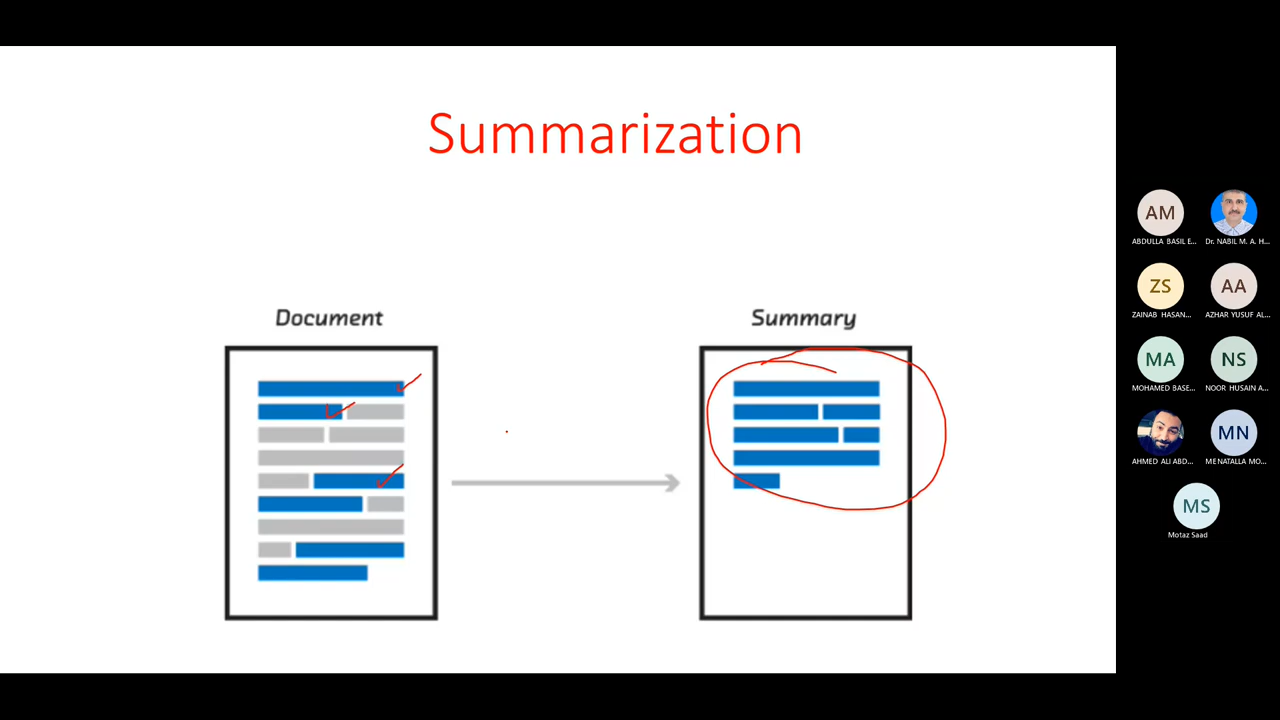 Summarization
Document
Summary
AM
ABDULLA BASIL E...
Dr. NABIL M. A. H...
ZS
AA
ZAINAB HASAN...
AZHAR YUSUF AL...
MA
NS
MOHAMED BASE...
NOOR HUSAIN A...
MN
AHMED ALI ABD...
MENATALLA MO...
MS
Motaz Saad